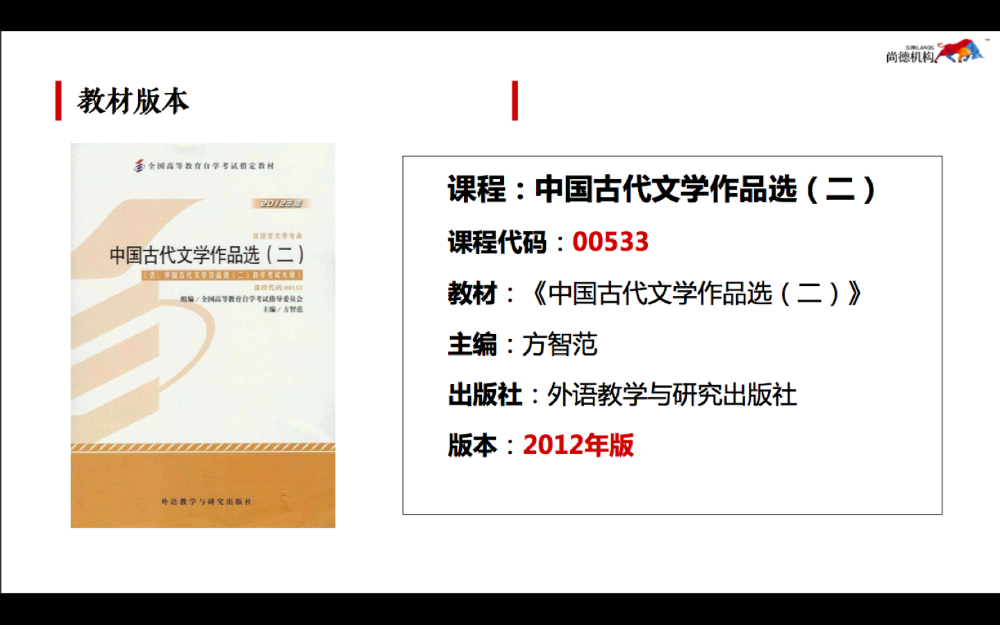 SUNLANDS
尚德机构
TM
教材版本
全国高等教育自学考试指定教材
2012年版
汉语言文学专业
中国古代文学作品选（二）
（含：中国古代文学作品选（二）自学考试大纲）
课程代码:00533
组编／全国高等教育自学考试指导委员会
主编／方智范
外语教学与研究出版社
课程：中国古代文学作品选（二）
课程代码：00533
教材：《中国古代文学作品选（二）》
主编：方智范
出版社：外语教学与研究出版社
版本：2012年版